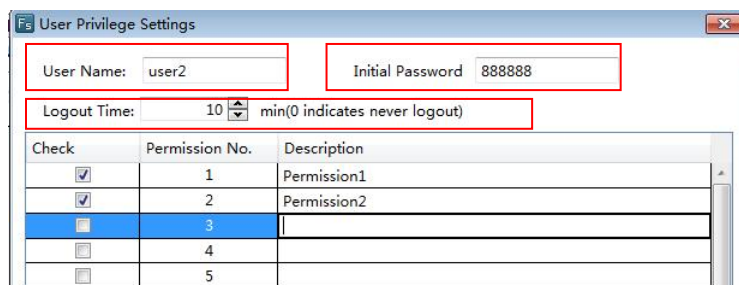 Fs User Privilege Settings
User Name: user2 Initial Password 888888
Logout Time: 10 min(0 indicates never logout)
Check Permission No. Description
1 Permission1
2 Permission2
3
4
5